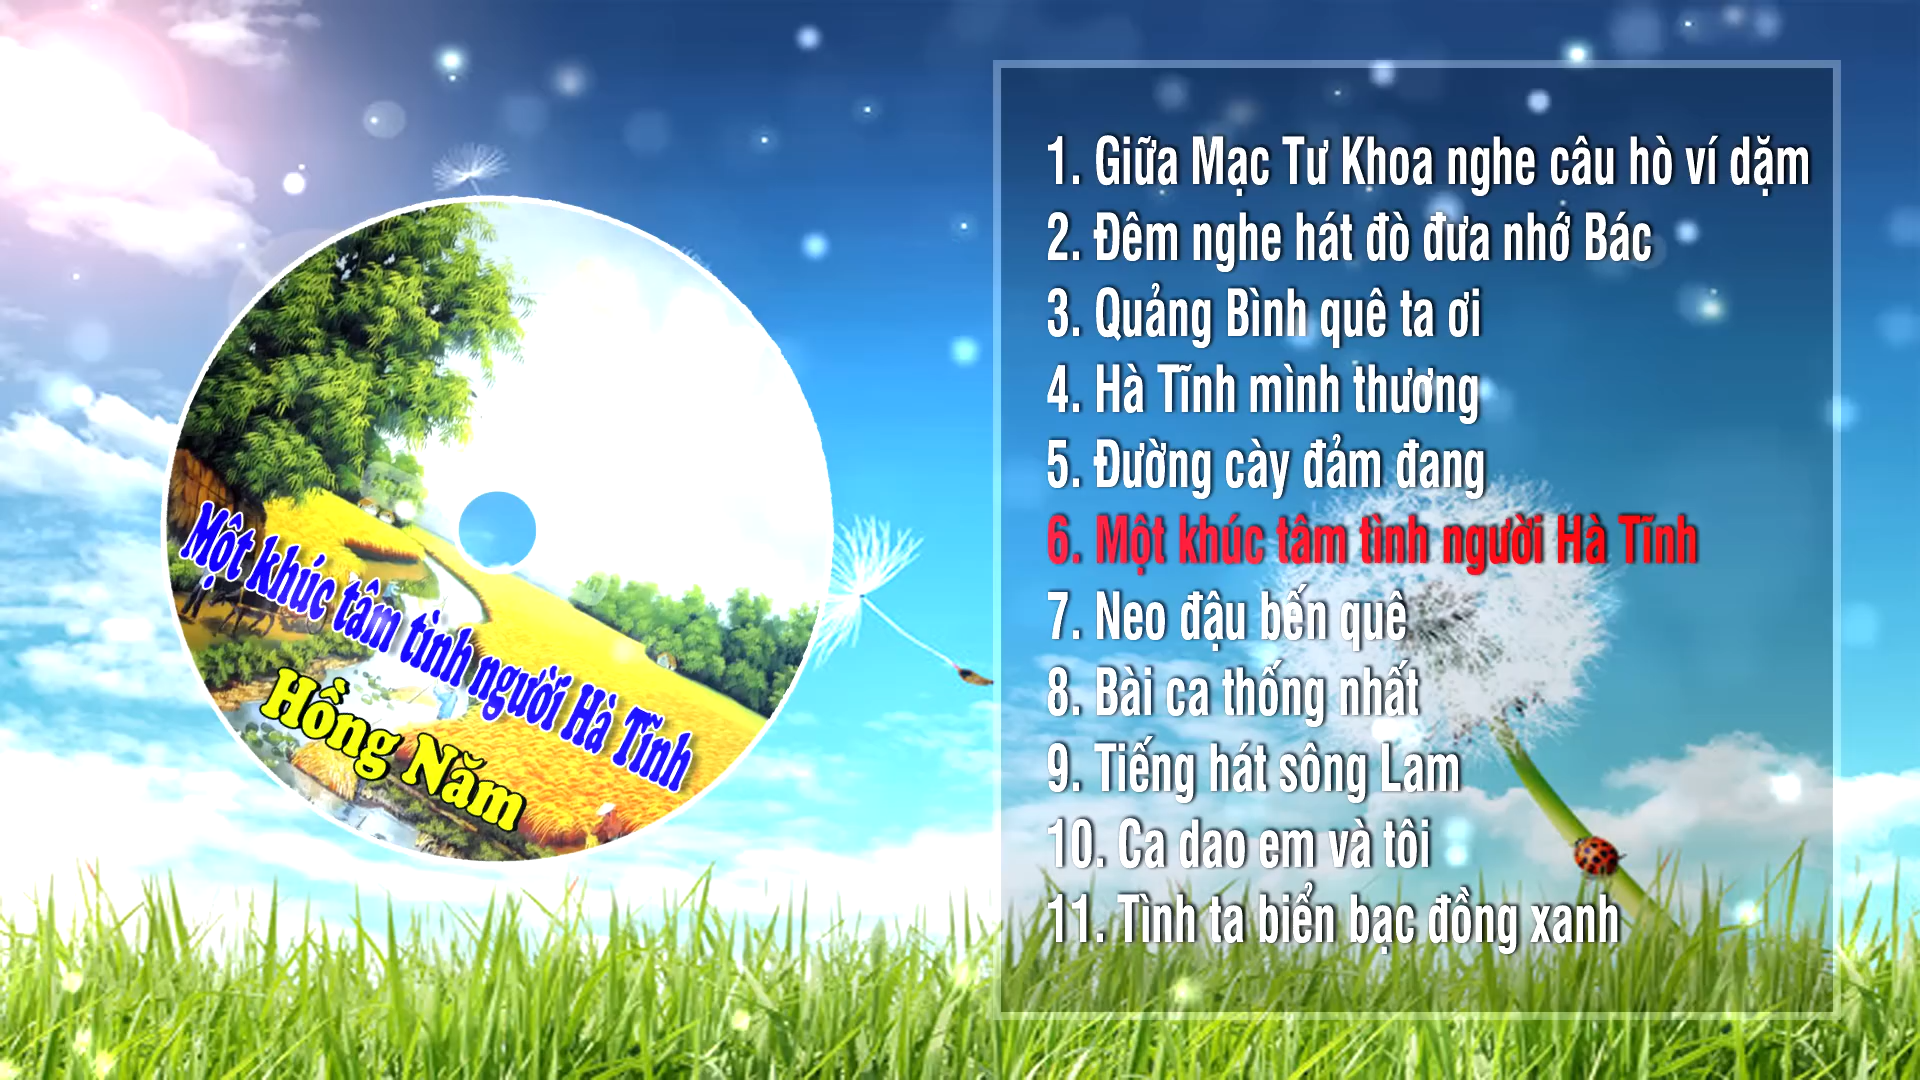 Một khúc tâm tình người Hà Tĩnh
Hồng Năm
1. Giữa Mạc Tư Khoa nghe câu hò ví dặm
2. Đêm nghe hát đò đưa nhớ Bác
3. Quảng Bình quê ta ơi
4. Hà Tĩnh mình thương
5. Đường cày đảm đang
6. Một khúc tâm tình người Hà Tĩnh
7. Neo đậu bến quê
8. Bài ca thống nhất
9. Tiếng hát sông Lam
10. Ca dao em và tôi
11. Tình ta biển bạc đồng xanh